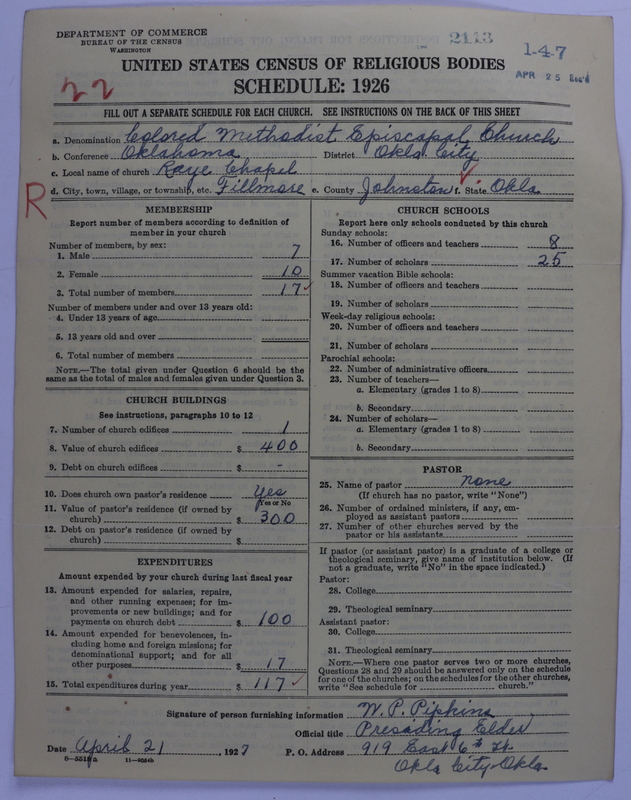 DEPARTMENT OF COMMERCE
BUREAU OF THE CENSUS
WASHINGTON
2113
1-4-7
APR 25 Rec'd
22
UNITED STATES CENSUS OF RELIGIOUS BODIES
SCHEDULE: 1926
FILL OUT A SEPARATE SCHEDULE FOR EACH CHURCH. SEE INSTRUCTIONS ON THE BACK OF THIS SHEET
a. Denomination Colored Methodist Episcopal Church
b. Conference Oklahoma District Okla. City
c. Local name of church Raye Chapel
d. City, town, village, or township, etc. Fillmore e. County Johnston f. State Okla.
R
MEMBERSHIP
Report number of members according to definition of
member in your church
Number of members, by sex:
1. Male 7
2. Female 10
3. Total number of members 17
Number of members under and over 13 years old:
4. Under 13 years of age
5. 13 years old and over
6. Total number of members
NOTE.—The total given under Question 6 should be the
same as the total of males and females given under Question 3.
CHURCH BUILDINGS
See instructions, paragraphs 10 to 12
7. Number of church edifices 1
8. Value of church edifices $ 400
9. Debt on church edifices $ -
10. Does church own pastor's residence Yes
(Yes or No
11. Value of pastor's residence (if owned by
church) $ 300
12. Debt on pastor's residence (if owned by
church) $
EXPENDITURES
Amount expended by your church during last fiscal year
13. Amount expended for salaries, repairs,
and other running expenses; for im-
provements or new buildings; and for
payments on church debt $ 100
14. Amount expended for benevolences, in-
cluding home and foreign missions; for
denominational support; and for all
other purposes $ 17
15. Total expenditures during year $ 117
CHURCH SCHOOLS
Report here only schools conducted by this church
Sunday schools:
16. Number of officers and teachers 8
17. Number of scholars 25
Summer vacation Bible schools:
18. Number of officers and teachers
19. Number of scholars
Week-day religious schools:
20. Number of officers and teachers
21. Number of scholars
Parochial schools:
22. Number of administrative officers
23. Number of teachers—
a. Elementary (grades 1 to 8)
b. Secondary
24. Number of scholars—
a. Elementary (grades 1 to 8)
b. Secondary
PASTOR
25. Name of pastor none
(If church has no pastor, write "None")
26. Number of ordained ministers, if any, em-
ployed as assistant pastors
27. Number of other churches served by the
pastor or his assistants
If pastor (or assistant pastor) is a graduate of a college or
theological seminary, give name of institution below. (If
not a graduate, write "No" in the space indicated.)
Pastor:
28. College
29. Theological seminary
Assistant pastor:
30. College
31. Theological seminary
NOTE.—Where one pastor serves two or more churches,
Questions 28 and 29 should be answered only on the schedule
for one of the churches; on the schedules for the other churches,
write "See schedule for church."
Signature of person furnishing information W. P. Pipkins
Official title Presading Elder
Date April 21, 1927 P. O. Address 919 East 6th St.
Okla City-Okla
8-5518a 11-9054b